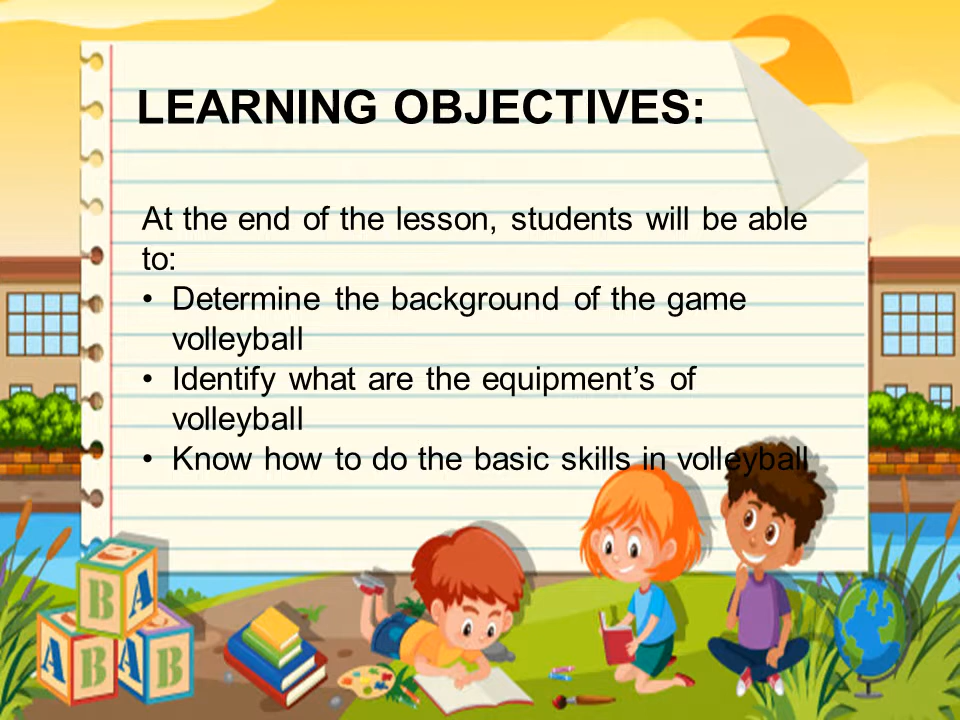 LEARNING OBJECTIVES:
At the end of the lesson, students will be able
to:
• Determine the background of the game
volleyball
• Identify what are the equipment’s of
volleyball
• Know how to do the basic skills in volleyball
B A
A B A B